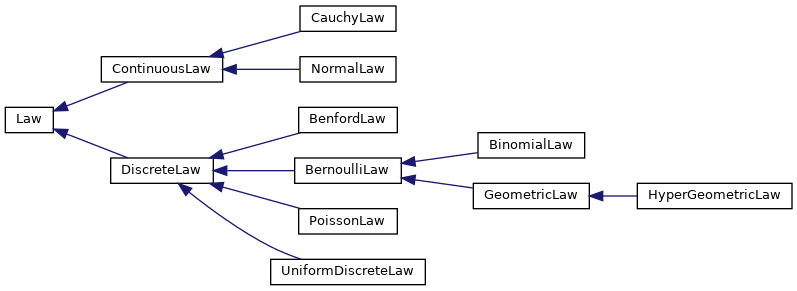 CauchyLaw
ContinuousLaw
NormalLaw
Law
BenfordLaw
BinomialLaw
DiscreteLaw
BernoulliLaw
GeometricLaw
HyperGeometricLaw
PoissonLaw
UniformDiscreteLaw